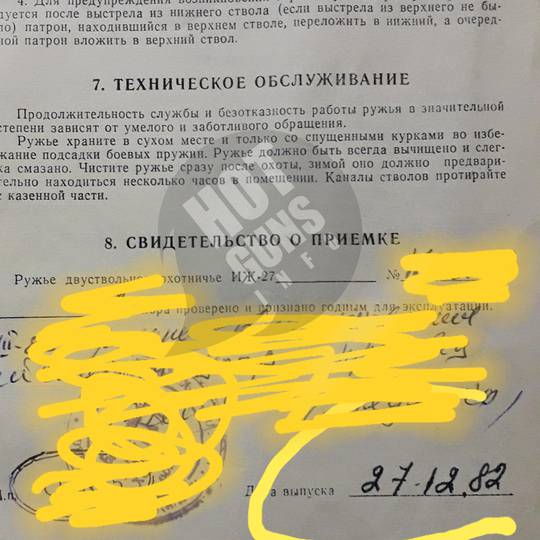 4. Для предупреждения возникновения
дуется после выстрела из нижнего ствола (если выстрела из верхнего не бы-
ло) патрон, находившийся в верхнем стволе, переложить в нижний, а очеред-
ной патрон вложить в верхний ствол.
7. ТЕХНИЧЕСКОЕ ОБСЛУЖИВАНИЕ
Продолжительность службы и безотказность работы ружья в значительной
степени зависят от умелого и заботливого обращения.
Ружье храните в сухом месте и только со спущенными курками во избе-
жание подсадки боевых пружин. Ружье должно быть всегда вычищено и слег-
ка смазано. Чистите ружье сразу после охоты, зимой оно должно предвари-
тельно находиться несколько часов в помещении. Каналы стволов протирайте
с казенной части.
HOT
GUNS
INFO
8. СВИДЕТЕЛЬСТВО О ПРИЕМКЕ
Ружье двуствольное охотничье ИЖ-27 №
проверено и признано годным для эксплуатации.
М.п.
Дата выпуска 27.12.82